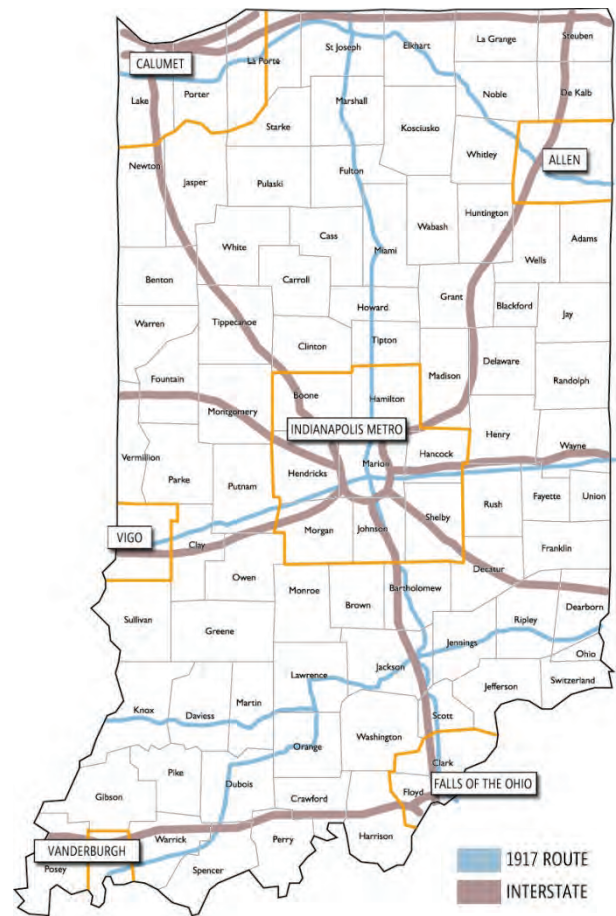 St Joseph
Elkhart
La Grange
Steuben
CALUMET
La Porte
Lake
Porter
Noble
De Kalb
Marshall
Starke
Kosciusko
Whitley
ALLEN
Newton
Jasper
Pulaski
Fulton
Huntington
Wabash
White
Cass
Miami
Wells
Adams
Carroll
Benton
Grant
Howard
Blackford
Jay
Warren
Tippecanoe
Clinton
Tipton
Madison
Delaware
Fountain
Boone
Hamilton
Randolph
Montgomery
INDIANAPOLIS METRO
Henry
Wayne
Vermillion
Hancock
Hendricks
Marion
Parke
Putnam
Rush
Fayette
Union
Shelby
VIGO
Clay
Morgan
Johnson
Franklin
Owen
Decatur
Monroe
Bartholomew
Brown
Dearborn
Ripley
Sullivan
Greene
Jennings
Ohio
Jackson
Lawrence
Switzerland
Jefferson
Knox
Daviess
Martin
Scott
Washington
Orange
Clark
Pike
Dubois
Gibson
FALLS OF THE OHIO
Crawford
Floyd
Harrison
Perry
Warrick
VANDERBURGH
Spencer
Posey
1917 ROUTE
INTERSTATE